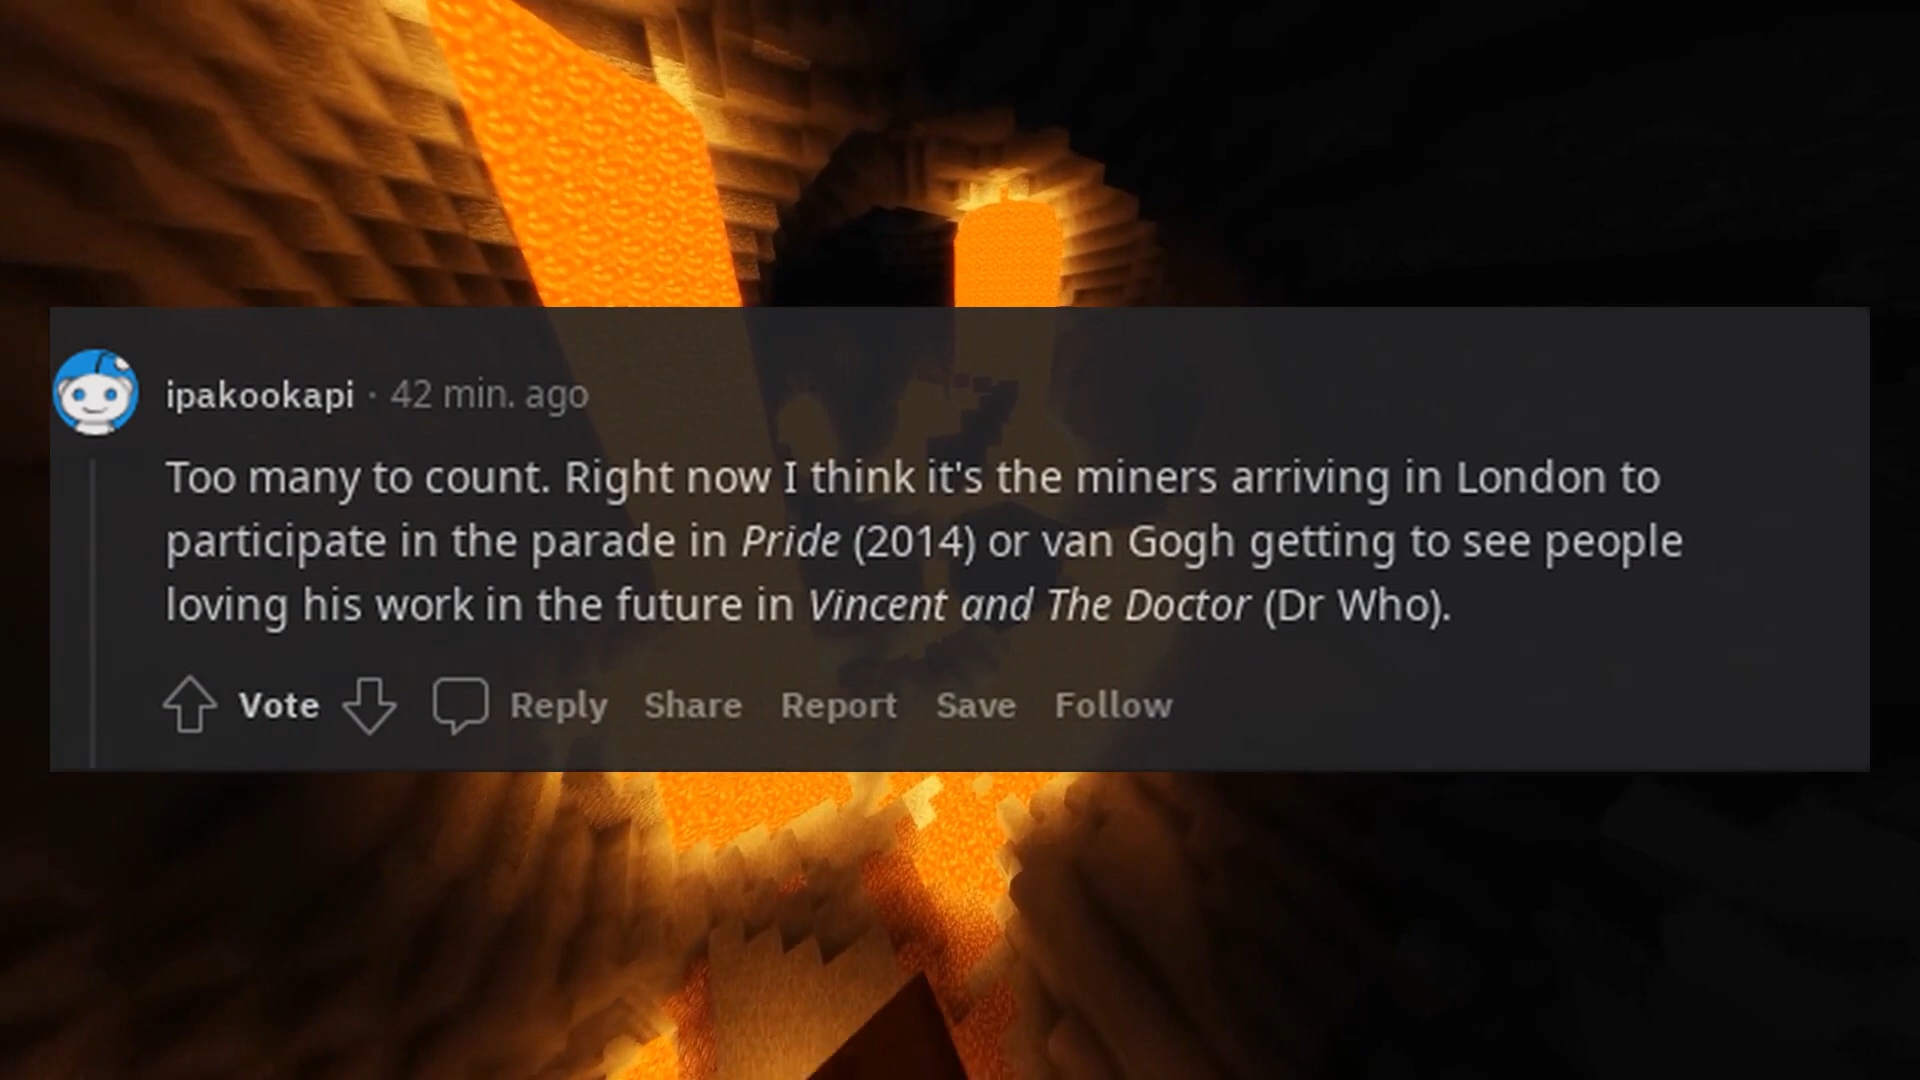 ipakookapi · 42 min. ago
Too many to count. Right now I think it's the miners arriving in London to
participate in the parade in Pride (2014) or van Gogh getting to see people
loving his work in the future in Vincent and The Doctor (Dr Who).
Vote Reply Share Report Save Follow